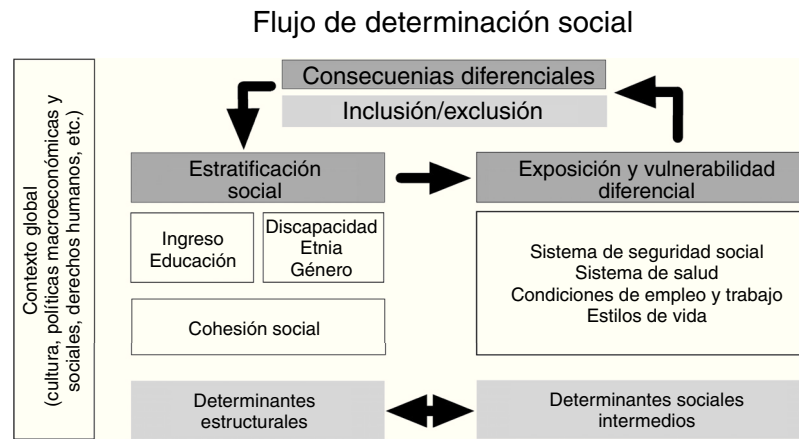 Flujo de determinación social
Contexto global
(cultura, políticas macroeconómicas y
sociales, derechos humanos, etc.)
Consecuenias diferenciales
Inclusión/exclusión
Estratificación
social
Exposición y vulnerabilidad
diferencial
Ingreso
Educación
Discapacidad
Etnia
Género
Cohesión social
Sistema de seguridad social
Sistema de salud
Condiciones de empleo y trabajo
Estilos de vida
Determinantes
estructurales
Determinantes sociales
intermedios